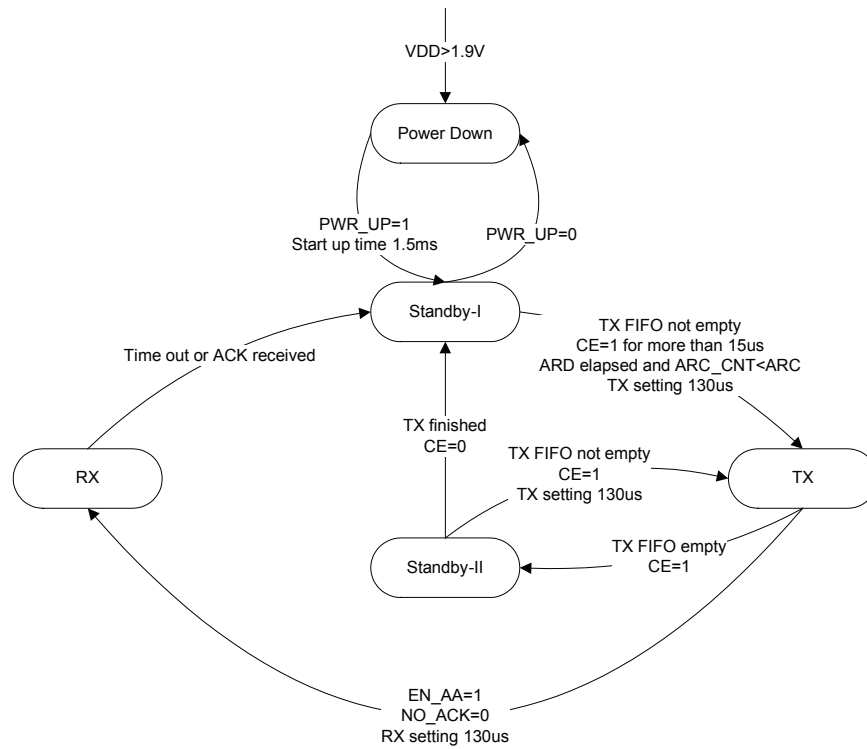 VDD>1.9V
Power Down
PWR_UP=1
Start up time 1.5ms
PWR_UP=0
Standby-I
TX FIFO not empty
CE=1 for more than 15us
ARD elapsed and ARC_CNT<ARC
TX setting 130us
Time out or ACK received
TX finished
CE=0
TX FIFO not empty
CE=1
TX setting 130us
RX
TX
Standby-II
TX FIFO empty
CE=1
EN_AA=1
NO_ACK=0
RX setting 130us